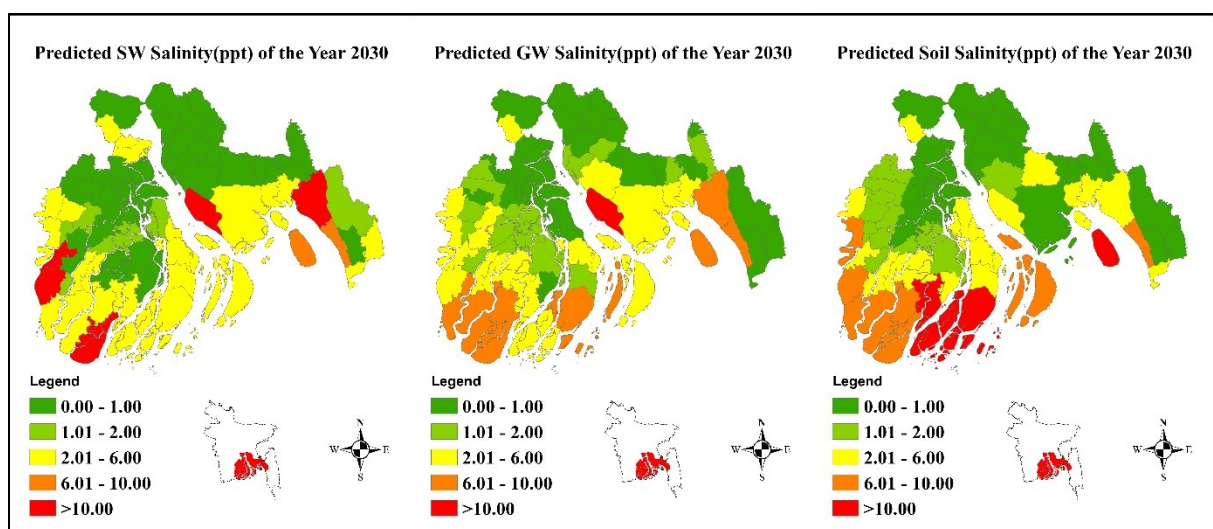 Predicted SW Salinity(ppt) of the Year 2030
Predicted GW Salinity(ppt) of the Year 2030
Predicted Soil Salinity(ppt) of the Year 2030
Legend
0.00 - 1.00
1.01 - 2.00
2.01 - 6.00
6.01 - 10.00
>10.00
N
W
E
S
Legend
0.00 - 1.00
1.01 - 2.00
2.01 - 6.00
6.01 - 10.00
>10.00
N
W
E
S
Legend
0.00 - 1.00
1.01 - 2.00
2.01 - 6.00
6.01 - 10.00
>10.00
N
W
E
S